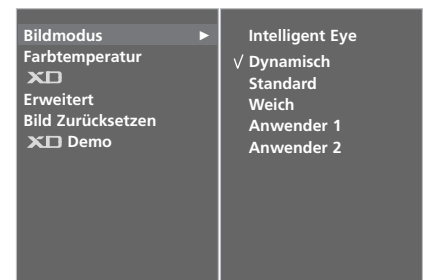 Bildmodus ►
Farbtemperatur
XD
Erweitert
Bild Zurücksetzen
XD Demo
Intelligent Eye
√ Dynamisch
Standard
Weich
Anwender 1
Anwender 2